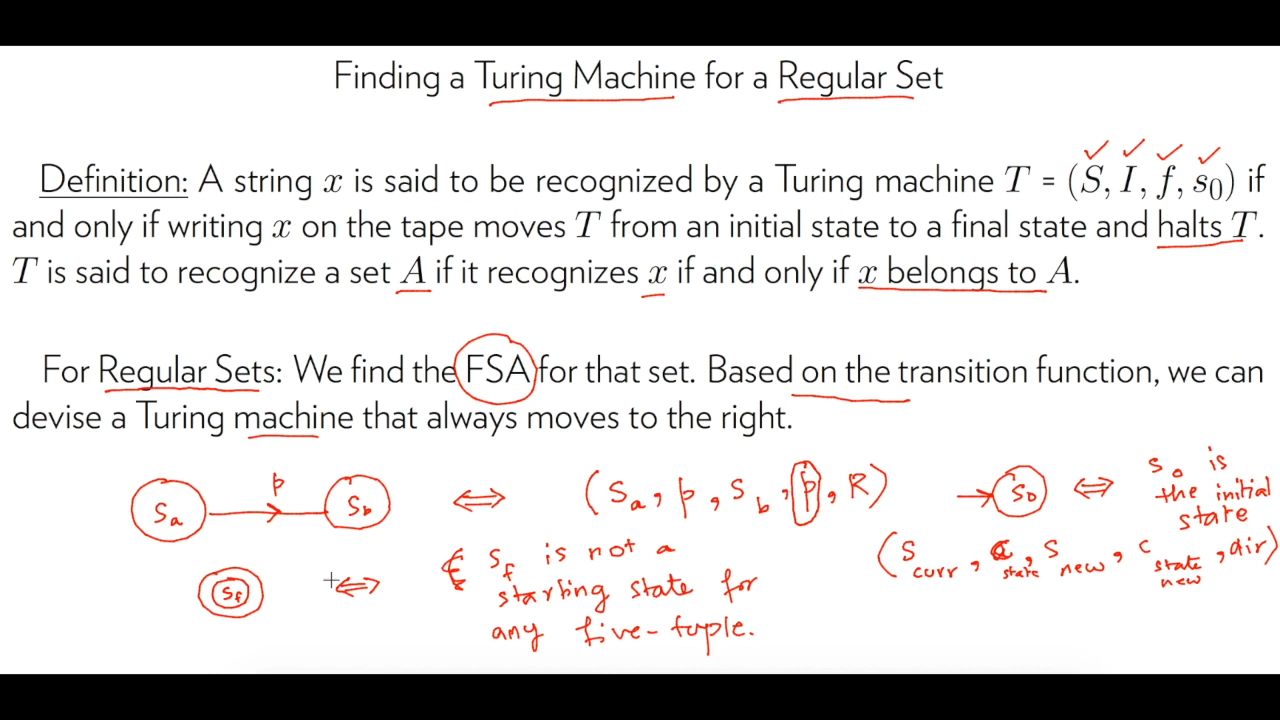 Finding a Turing Machine for a Regular Set
Definition: A string x is said to be recognized by a Turing machine T = (S, I, f, s₀) if
and only if writing x on the tape moves T from an initial state to a final state and halts T.
T is said to recognize a set A if it recognizes x if and only if x belongs to A.
For Regular Sets: We find the FSA for that set. Based on the transition function, we can
devise a Turing machine that always moves to the right.
Sa p Sb ⇔ (Sa, p, Sb, p, R)
→ S₀ ⇔ S₀ is
the initial
state
Sf ⇔ Sf is not a
starting state for
any five-tuple.
(S curr, C state, S new, C state new, dir)